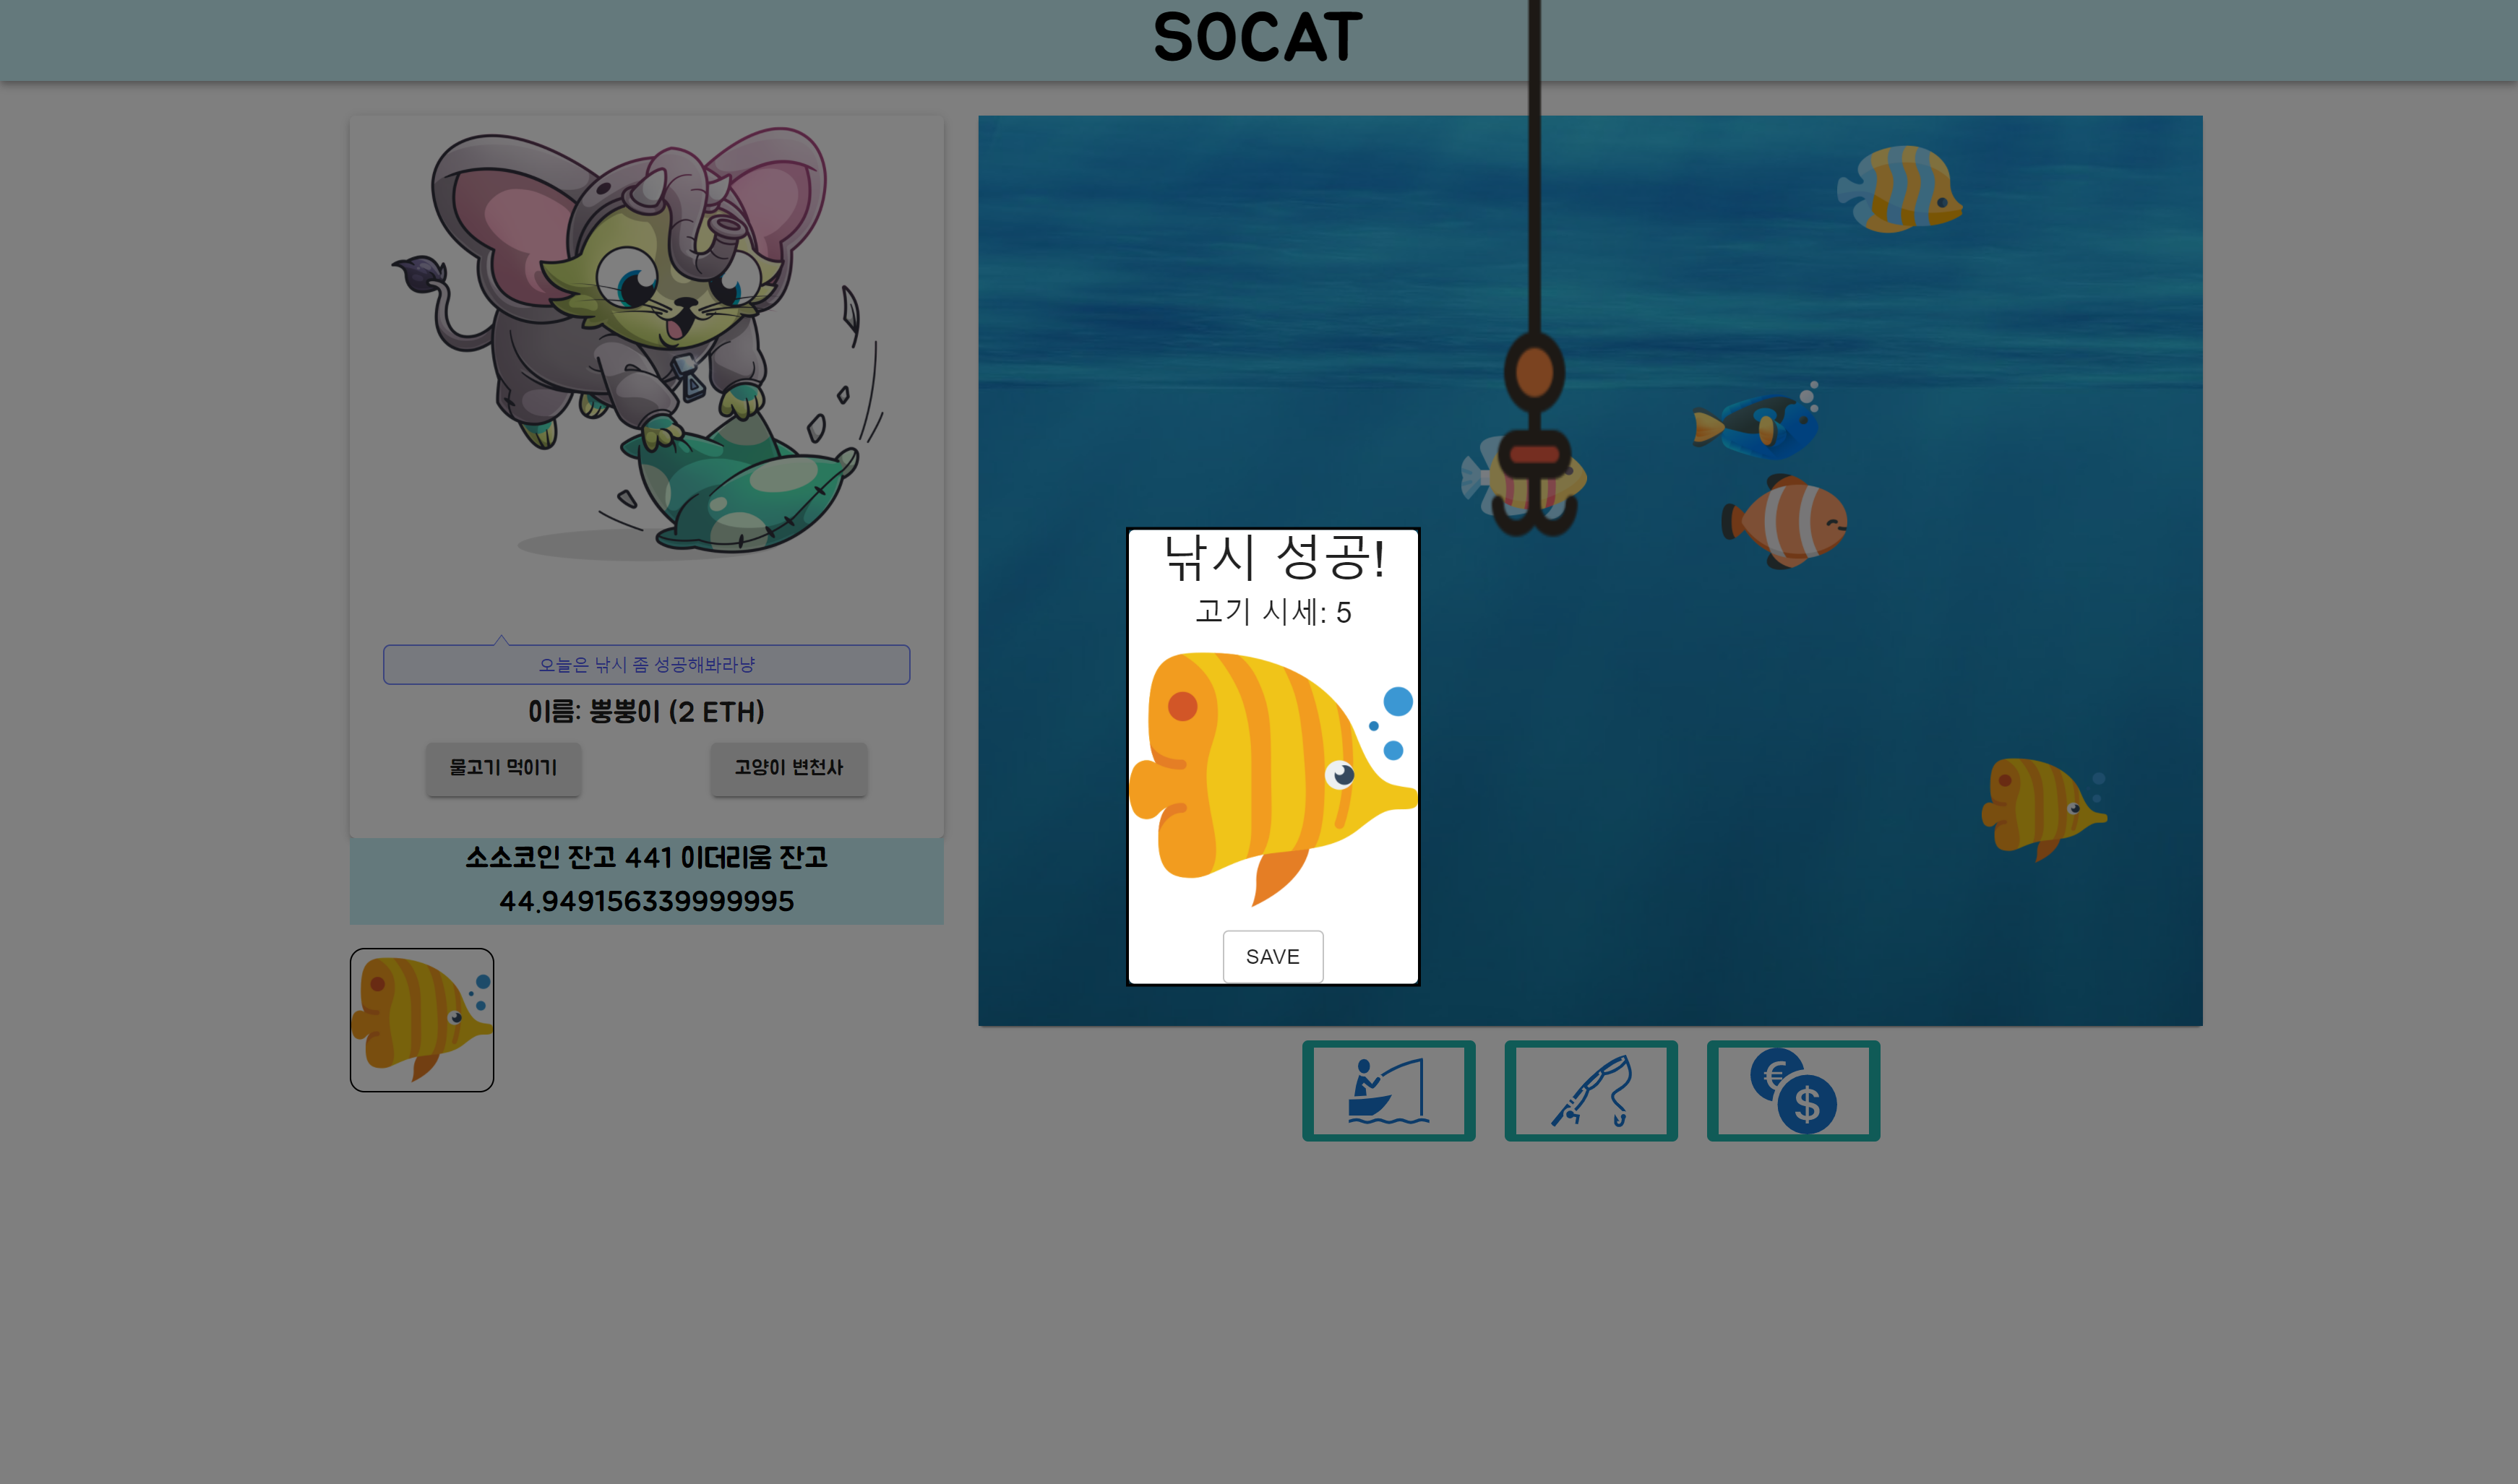 SOCAT
오늘은 낚시 좀 성공해봐라냥
이름: 뿡뿡이 (2 ETH)
물고기 먹이기
고양이 변천사
소소코인 잔고 441 이더리움 잔고
44.949156339999995
낚시 성공!
고기 시세: 5
SAVE